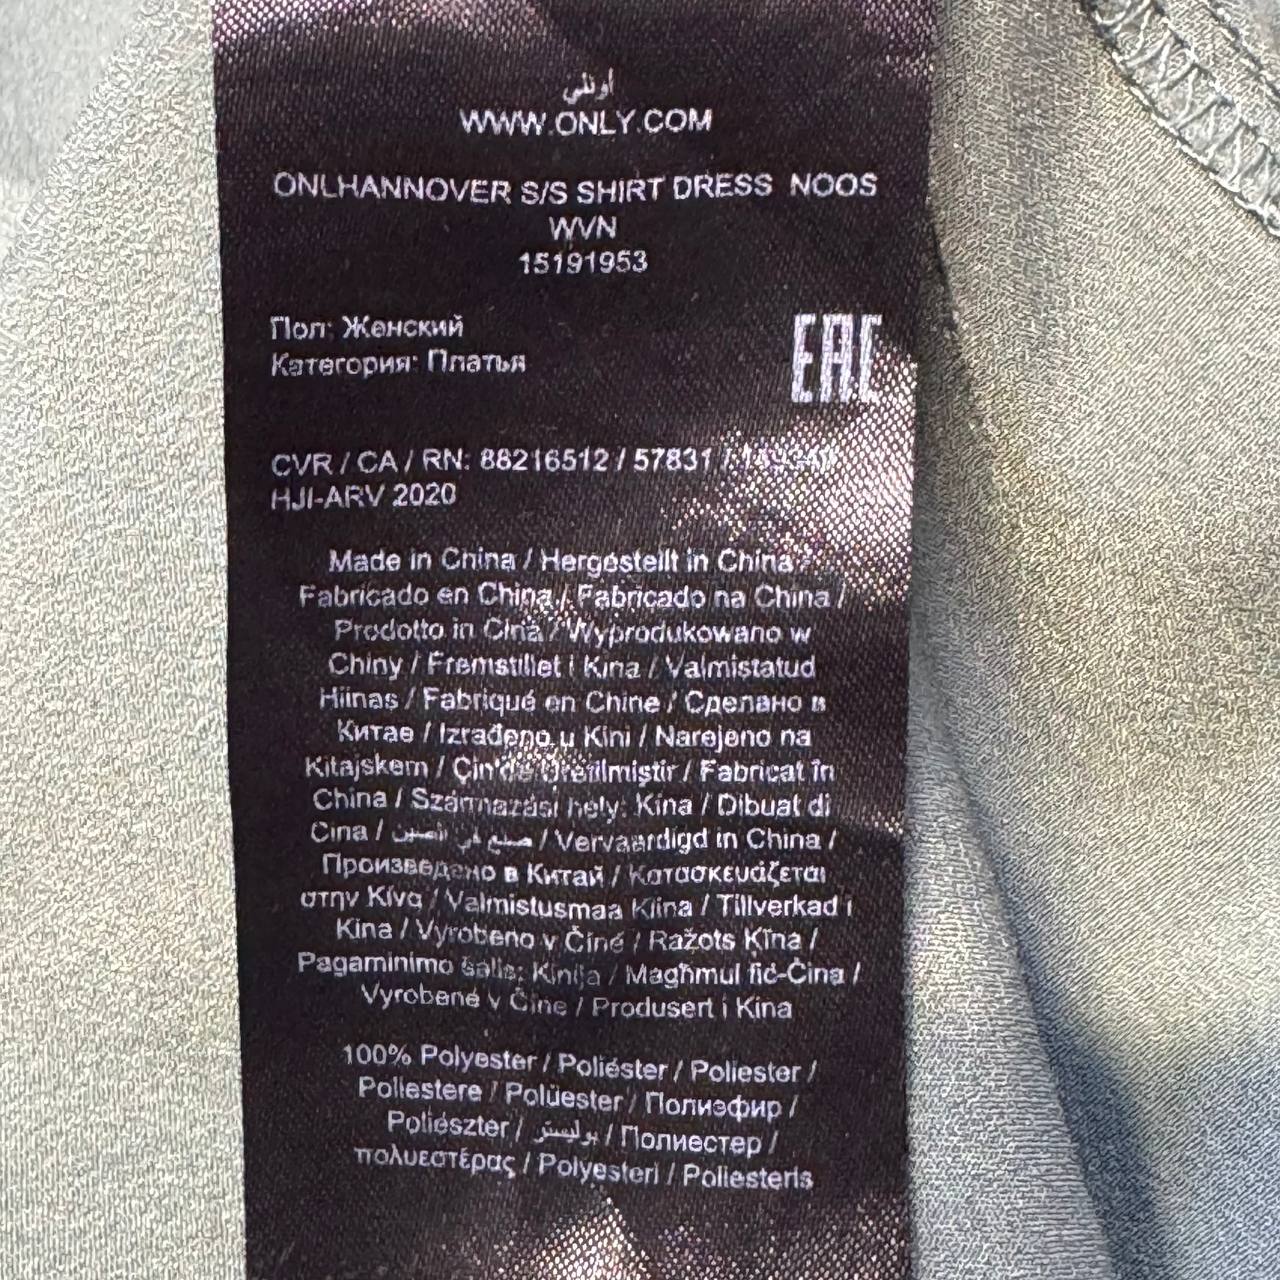 أونلي
WWW.ONLY.COM
ONLHANNOVER S/S SHIRT DRESS NOOS
WVN
15191953
Пол: Женский
Категория: Платья
EAC
CVR / CA / RN: 88216512 / 57831 /
HJI-ARV 2020
Made in China / Hergestellt in China /
Fabricado en China / Fabricado na China /
Prodotto in Cina / Wyprodukowano w
Chiny / Fremstillet i Kina / Valmistatud
Hiinas / Fabriqué en Chine / Сделано в
Китае / Izrađeno u Kini / Narejeno na
Kitajskem / Çin'de Üretilmiştir / Fabricat în
China / Származási hely: Kína / Dibuat di
Cina / صنع في الصين / Vervaardigd in China /
Произведено в Китай / Κατασκευάζεται
στην Κίνα / Valmistusmaa Kiina / Tillverkad i
Kina / Vyrobeno v Číně / Ražots Ķīna /
Pagaminimo šalis: Kinija / Magħmul fiċ-Ċina /
Vyrobené v Číne / Produsert i Kina
100% Polyester / Poliéster / Poliester /
Poliestere / Polüester / Полиэфир /
Poliészter / بوليستر / Полиестер /
πολυεστέρας / Polyesteri / Poliesteris